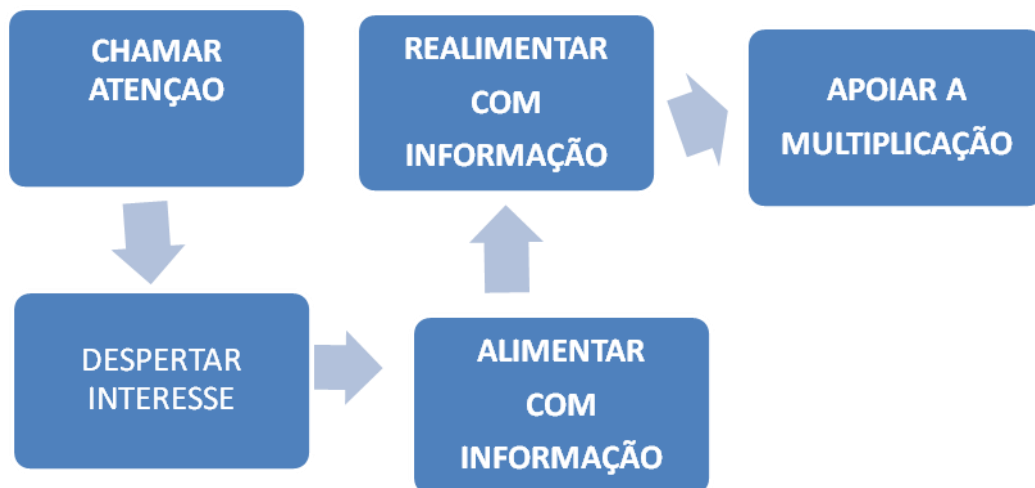 CHAMAR
ATENÇAO
DESPERTAR
INTERESSE
ALIMENTAR
COM
INFORMAÇÃO
REALIMENTAR
COM
INFORMAÇÃO
APOIAR A
MULTIPLICAÇÃO